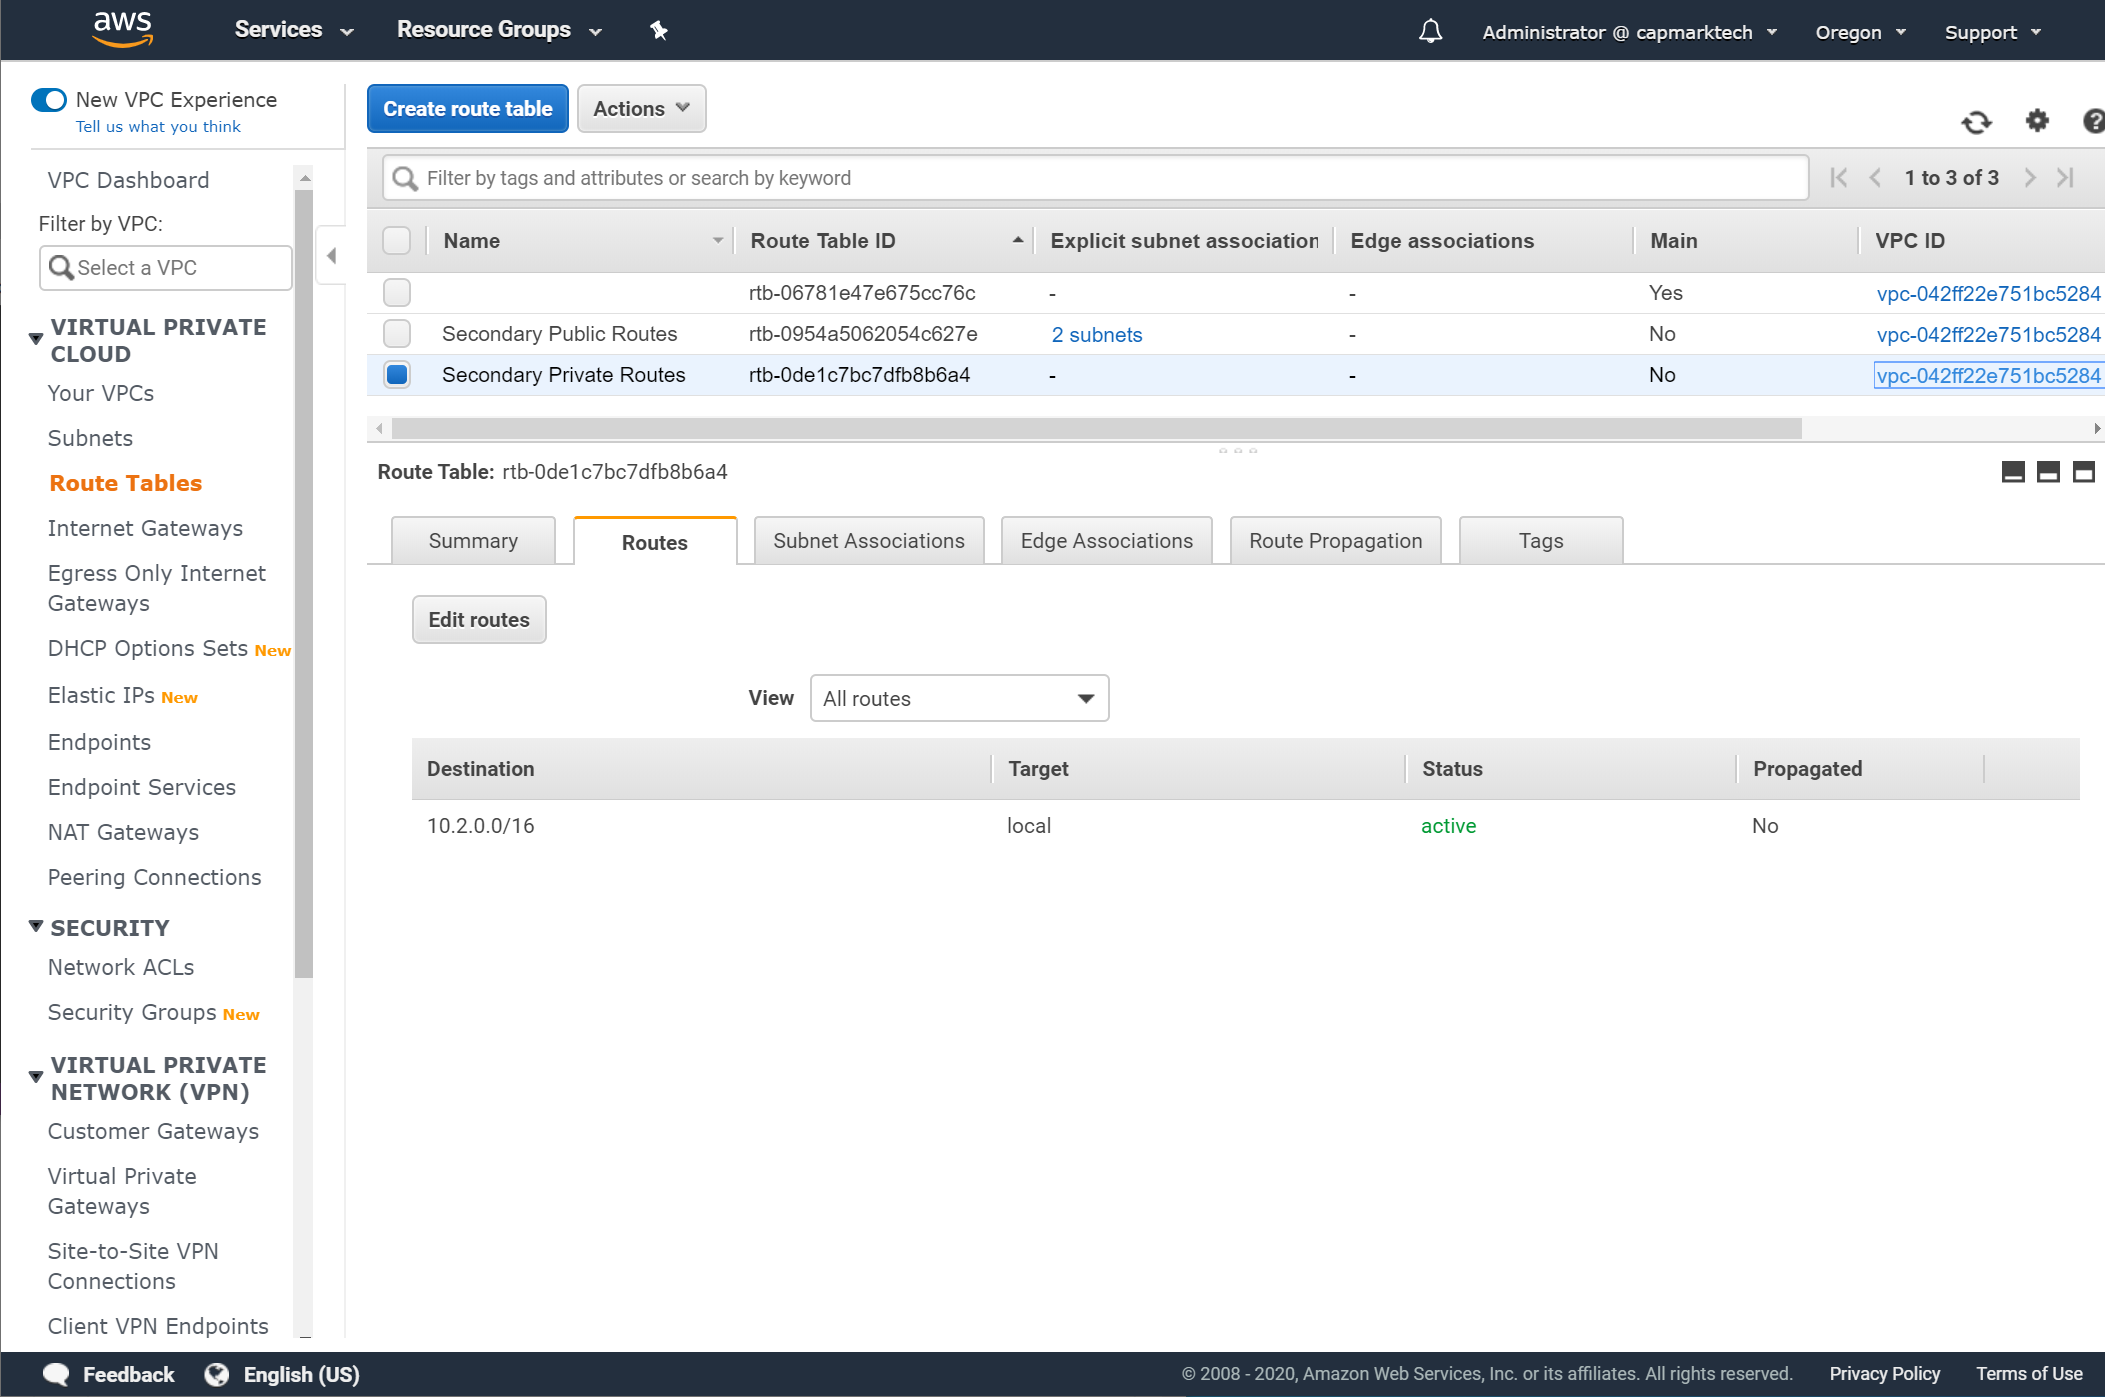 aws Services Resource Groups Administrator @ capmarktech Oregon Support
New VPC Experience
Tell us what you think
VPC Dashboard
Filter by VPC:
Select a VPC
VIRTUAL PRIVATE
CLOUD
Your VPCs
Subnets
Route Tables
Internet Gateways
Egress Only Internet
Gateways
DHCP Options Sets New
Elastic IPs New
Endpoints
Endpoint Services
NAT Gateways
Peering Connections
SECURITY
Network ACLs
Security Groups New
VIRTUAL PRIVATE
NETWORK (VPN)
Customer Gateways
Virtual Private
Gateways
Site-to-Site VPN
Connections
Client VPN Endpoints
Create route table Actions
?
Filter by tags and attributes or search by keyword 1 to 3 of 3
Name Route Table ID Explicit subnet association Edge associations Main VPC ID
rtb-06781e47e675cc76c - - Yes vpc-042ff22e751bc5284
Secondary Public Routes rtb-0954a5062054c627e 2 subnets - No vpc-042ff22e751bc5284
Secondary Private Routes rtb-0de1c7bc7dfb8b6a4 - - No vpc-042ff22e751bc5284
Route Table: rtb-0de1c7bc7dfb8b6a4
Summary Routes Subnet Associations Edge Associations Route Propagation Tags
Edit routes
View All routes
Destination Target Status Propagated
10.2.0.0/16 local active No
Feedback English (US) © 2008 - 2020, Amazon Web Services, Inc. or its affiliates. All rights reserved. Privacy Policy Terms of Use